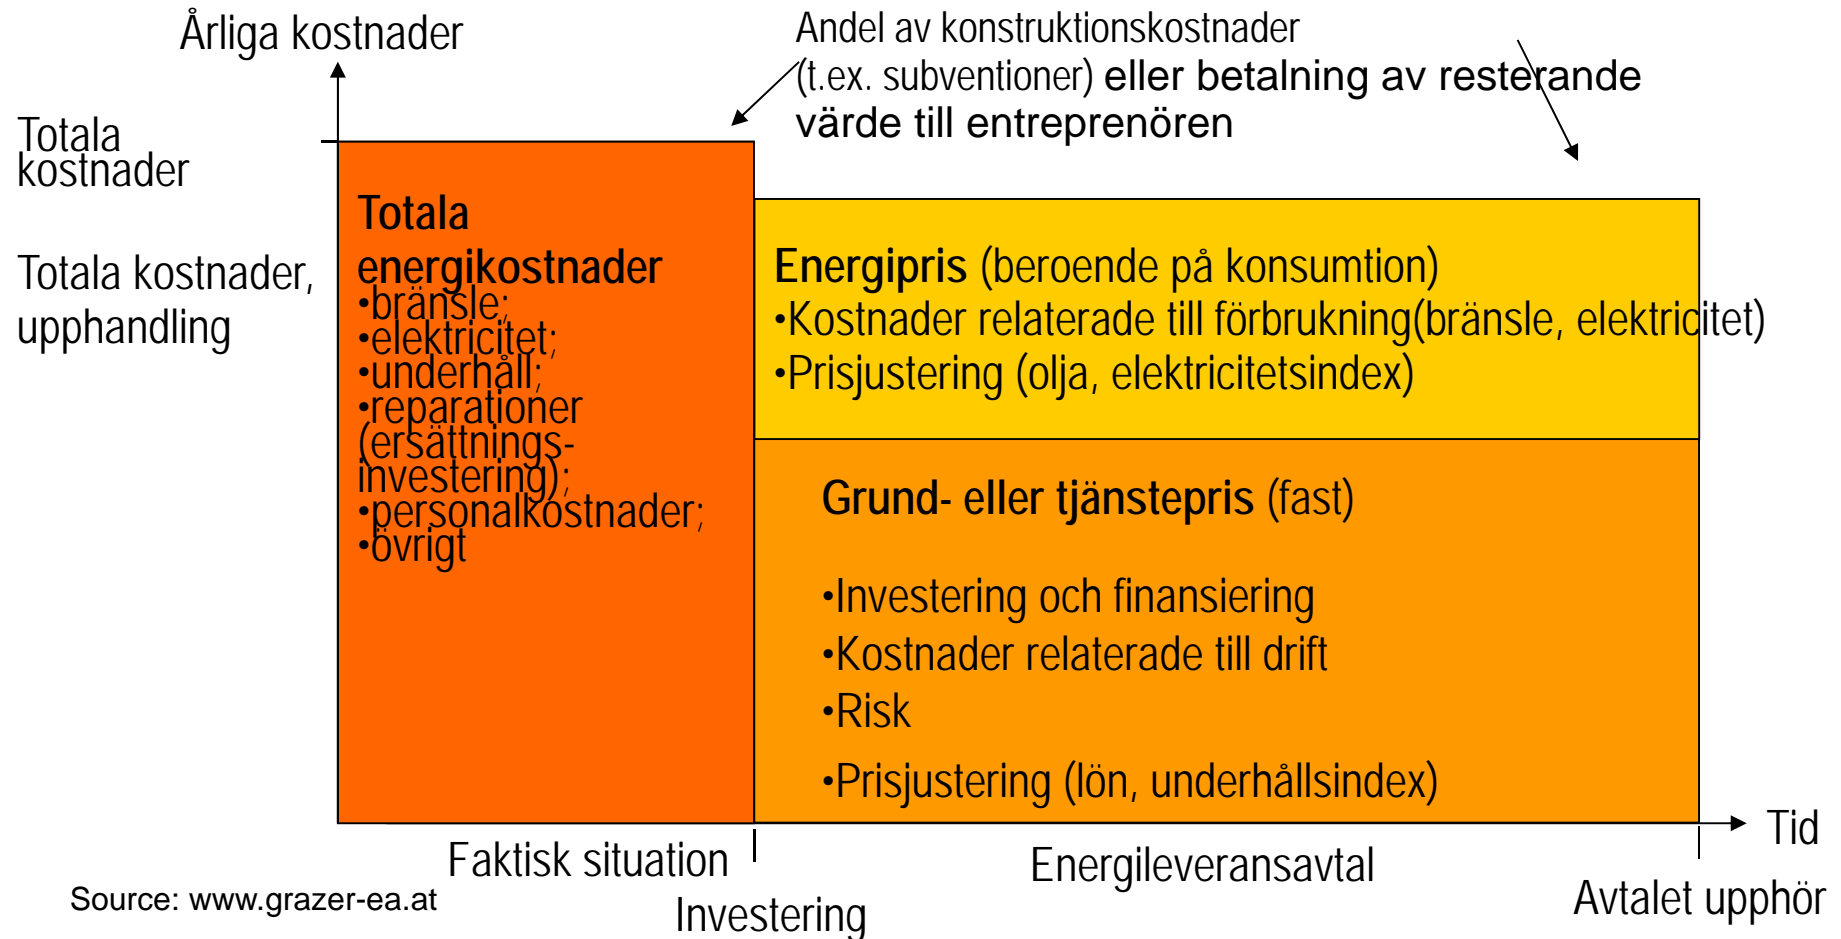 Årliga kostnader
Andel av konstruktionskostnader
(t.ex. subventioner) eller betalning av resterande
värde till entreprenören
Totala
kostnader
Totala kostnader,
upphandling
Totala
energikostnader
•bränsle;
•elektricitet;
•underhåll;
•reparationer
(ersättnings-
investering);
•personalkostnader;
•övrigt
Energipris (beroende på konsumtion)
•Kostnader relaterade till förbrukning(bränsle, elektricitet)
•Prisjustering (olja, elektricitetsindex)
Grund- eller tjänstepris (fast)
•Investering och finansiering
•Kostnader relaterade till drift
•Risk
•Prisjustering (lön, underhållsindex)
Tid
Faktisk situation
Energileveransavtal
Investering
Avtalet upphör
Source: www.grazer-ea.at